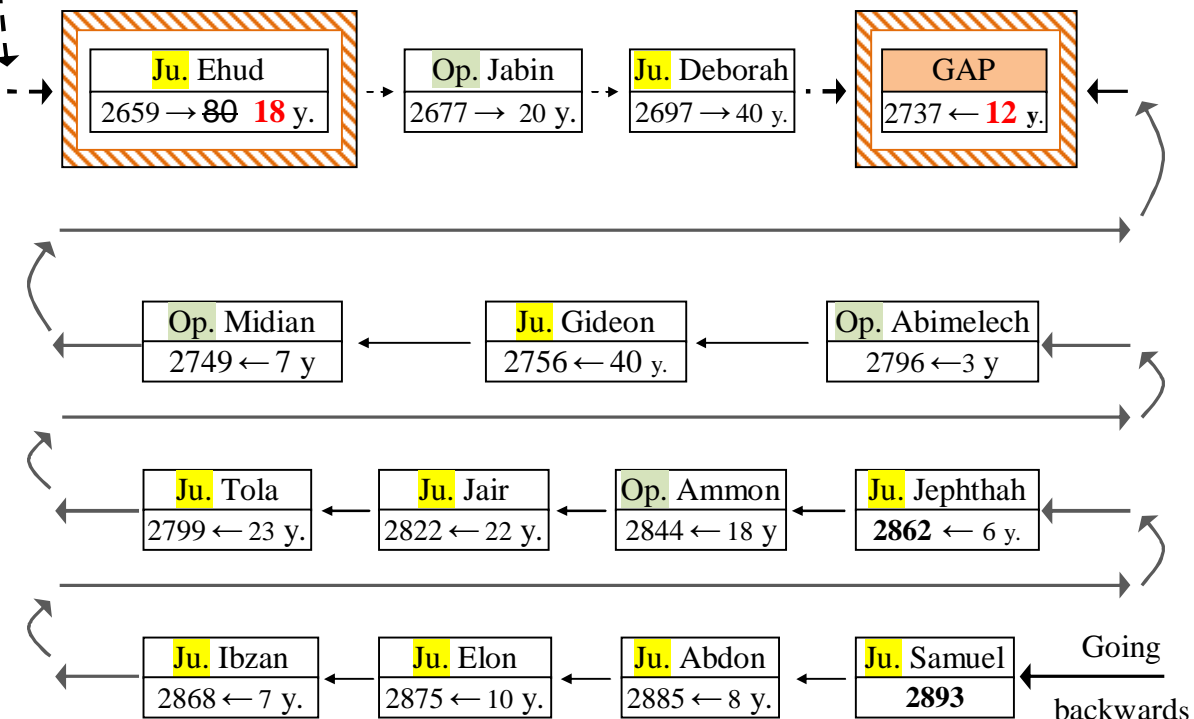 Ju. Ehud
2659 → 80 18 y.
Op. Jabin
2677 → 20 y.
Ju. Deborah
2697 → 40 y.
GAP
2737 ← 12 y.
Op. Midian
2749 ← 7 y
Ju. Gideon
2756 ← 40 y.
Op. Abimelech
2796 ← 3 y
Ju. Tola
2799 ← 23 y.
Ju. Jair
2822 ← 22 y.
Op. Ammon
2844 ← 18 y
Ju. Jephthah
2862 ← 6 y.
Ju. Ibzan
2868 ← 7 y.
Ju. Elon
2875 ← 10 y.
Ju. Abdon
2885 ← 8 y.
Ju. Samuel
2893
Going
backwards